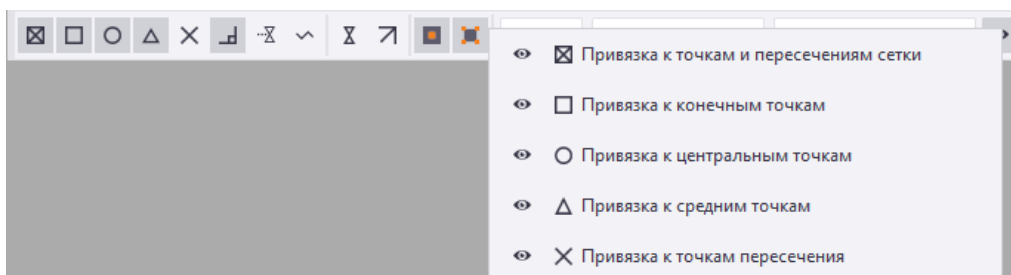 Привязка к точкам и пересечениям сетки
Привязка к конечным точкам
Привязка к центральным точкам
Привязка к средним точкам
Привязка к точкам пересечения